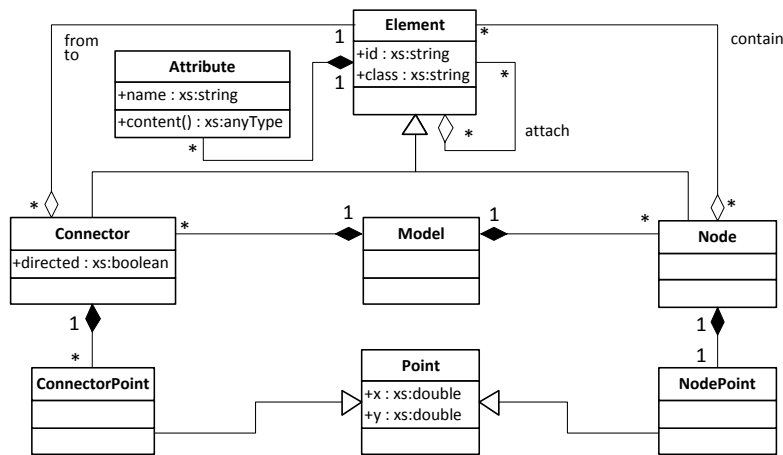 Element
+id : xs:string
+class : xs:string
from
to
1
1
*
contain
Attribute
+name : xs:string
+content() : xs:anyType
*
*
*
attach
*
*
Connector
+directed : xs:boolean
*
1
Model
1
*
Node
1
*
1
1
ConnectorPoint
Point
+x : xs:double
+y : xs:double
NodePoint